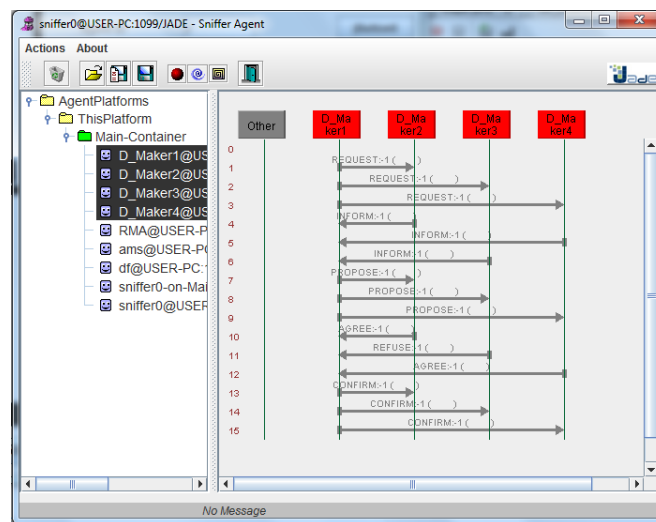 sniffer0@USER-PC:1099/JADE - Sniffer Agent
Actions About
Jade
AgentPlatforms
ThisPlatform
Main-Container
D_Maker1@US
D_Maker2@US
D_Maker3@US
D_Maker4@US
RMA@USER-P
ams@USER-PC
df@USER-PC:1
sniffer0-on-Mai
sniffer0@USER
Other
D_Ma
ker1
D_Ma
ker2
D_Ma
ker3
D_Ma
ker4
0
REQUEST:-1 ( )
1
REQUEST:-1 ( )
2
REQUEST:-1 ( )
3
INFORM:-1 ( )
4
INFORM:-1 ( )
5
INFORM:-1 ( )
6
PROPOSE:-1 ( )
7
PROPOSE:-1 ( )
8
PROPOSE:-1 ( )
9
AGREE:-1 ( )
10
REFUSE:-1 ( )
11
AGREE:-1 ( )
12
CONFIRM:-1 ( )
13
CONFIRM:-1 ( )
14
CONFIRM:-1 ( )
15
No Message